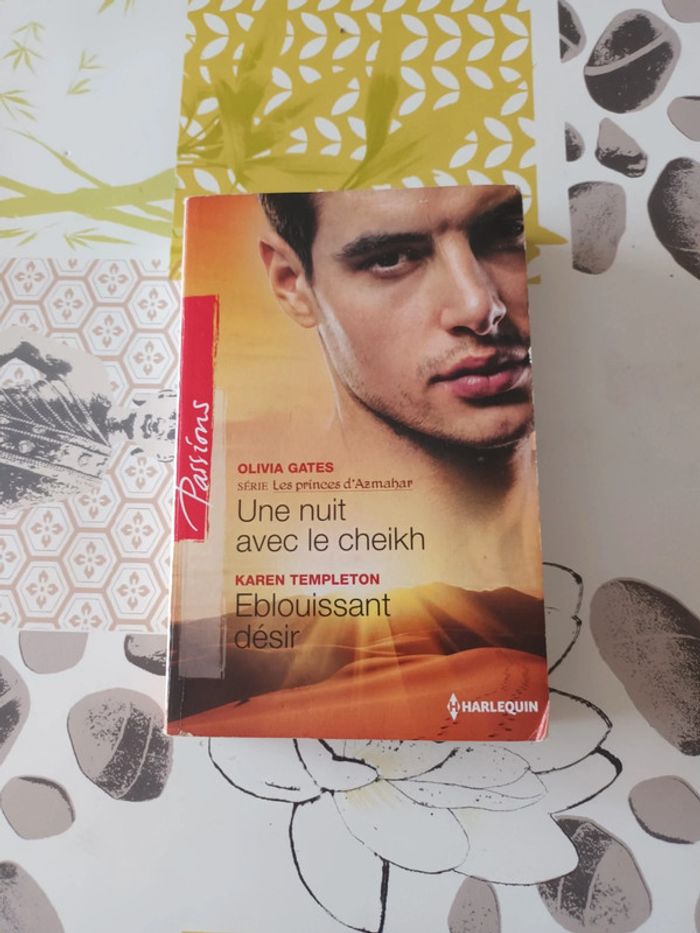 Passions
OLIVIA GATES
SÉRIE Les princes d'Azmahar
Une nuit
avec le cheikh
KAREN TEMPLETON
Eblouissant
désir
H HARLEQUIN